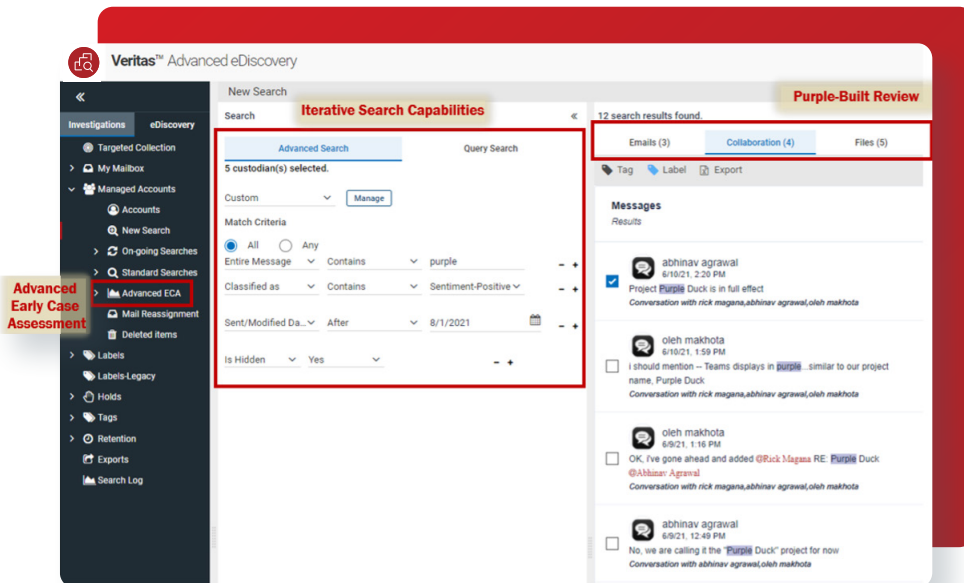 Veritas™ Advanced eDiscovery
«
Investigations eDiscovery
Targeted Collection
> My Mailbox
Managed Accounts
Accounts
New Search
> On-going Searches
> Standard Searches
> Advanced ECA
Mail Reassignment
Deleted items
> Labels
Labels-Legacy
> Holds
> Tags
> Retention
Exports
Search Log
Advanced
Early Case
Assessment
New Search
Iterative Search Capabilities
Search «
Advanced Search Query Search
5 custodian(s) selected.
Custom Manage
Match Criteria
All Any
Entire Message Contains purple - +
Classified as Contains Sentiment-Positive - +
Sent/Modified Da... After 8/1/2021 - +
Is Hidden Yes - +
Purple-Built Review
12 search results found.
Emails (3) Collaboration (4) Files (5)
Tag Label Export
Messages
Results
abhinav agrawal
6/10/21, 2:20 PM
Project Purple Duck is in full effect
Conversation with rick magana,abhinav agrawal,oleh makhota
oleh makhota
6/10/21, 1:59 PM
i should mention -- Teams displays in purple...similar to our project
name, Purple Duck
Conversation with rick magana,abhinav agrawal,oleh makhota
oleh makhota
6/9/21, 1:16 PM
OK, I've gone ahead and added @Rick Magana RE: Purple Duck
@Abhinav Agrawal
Conversation with rick magana,abhinav agrawal,oleh makhota
abhinav agrawal
6/9/21, 12:49 PM
No, we are calling it the "Purple Duck" project for now
Conversation with abhinav agrawal,oleh makhota